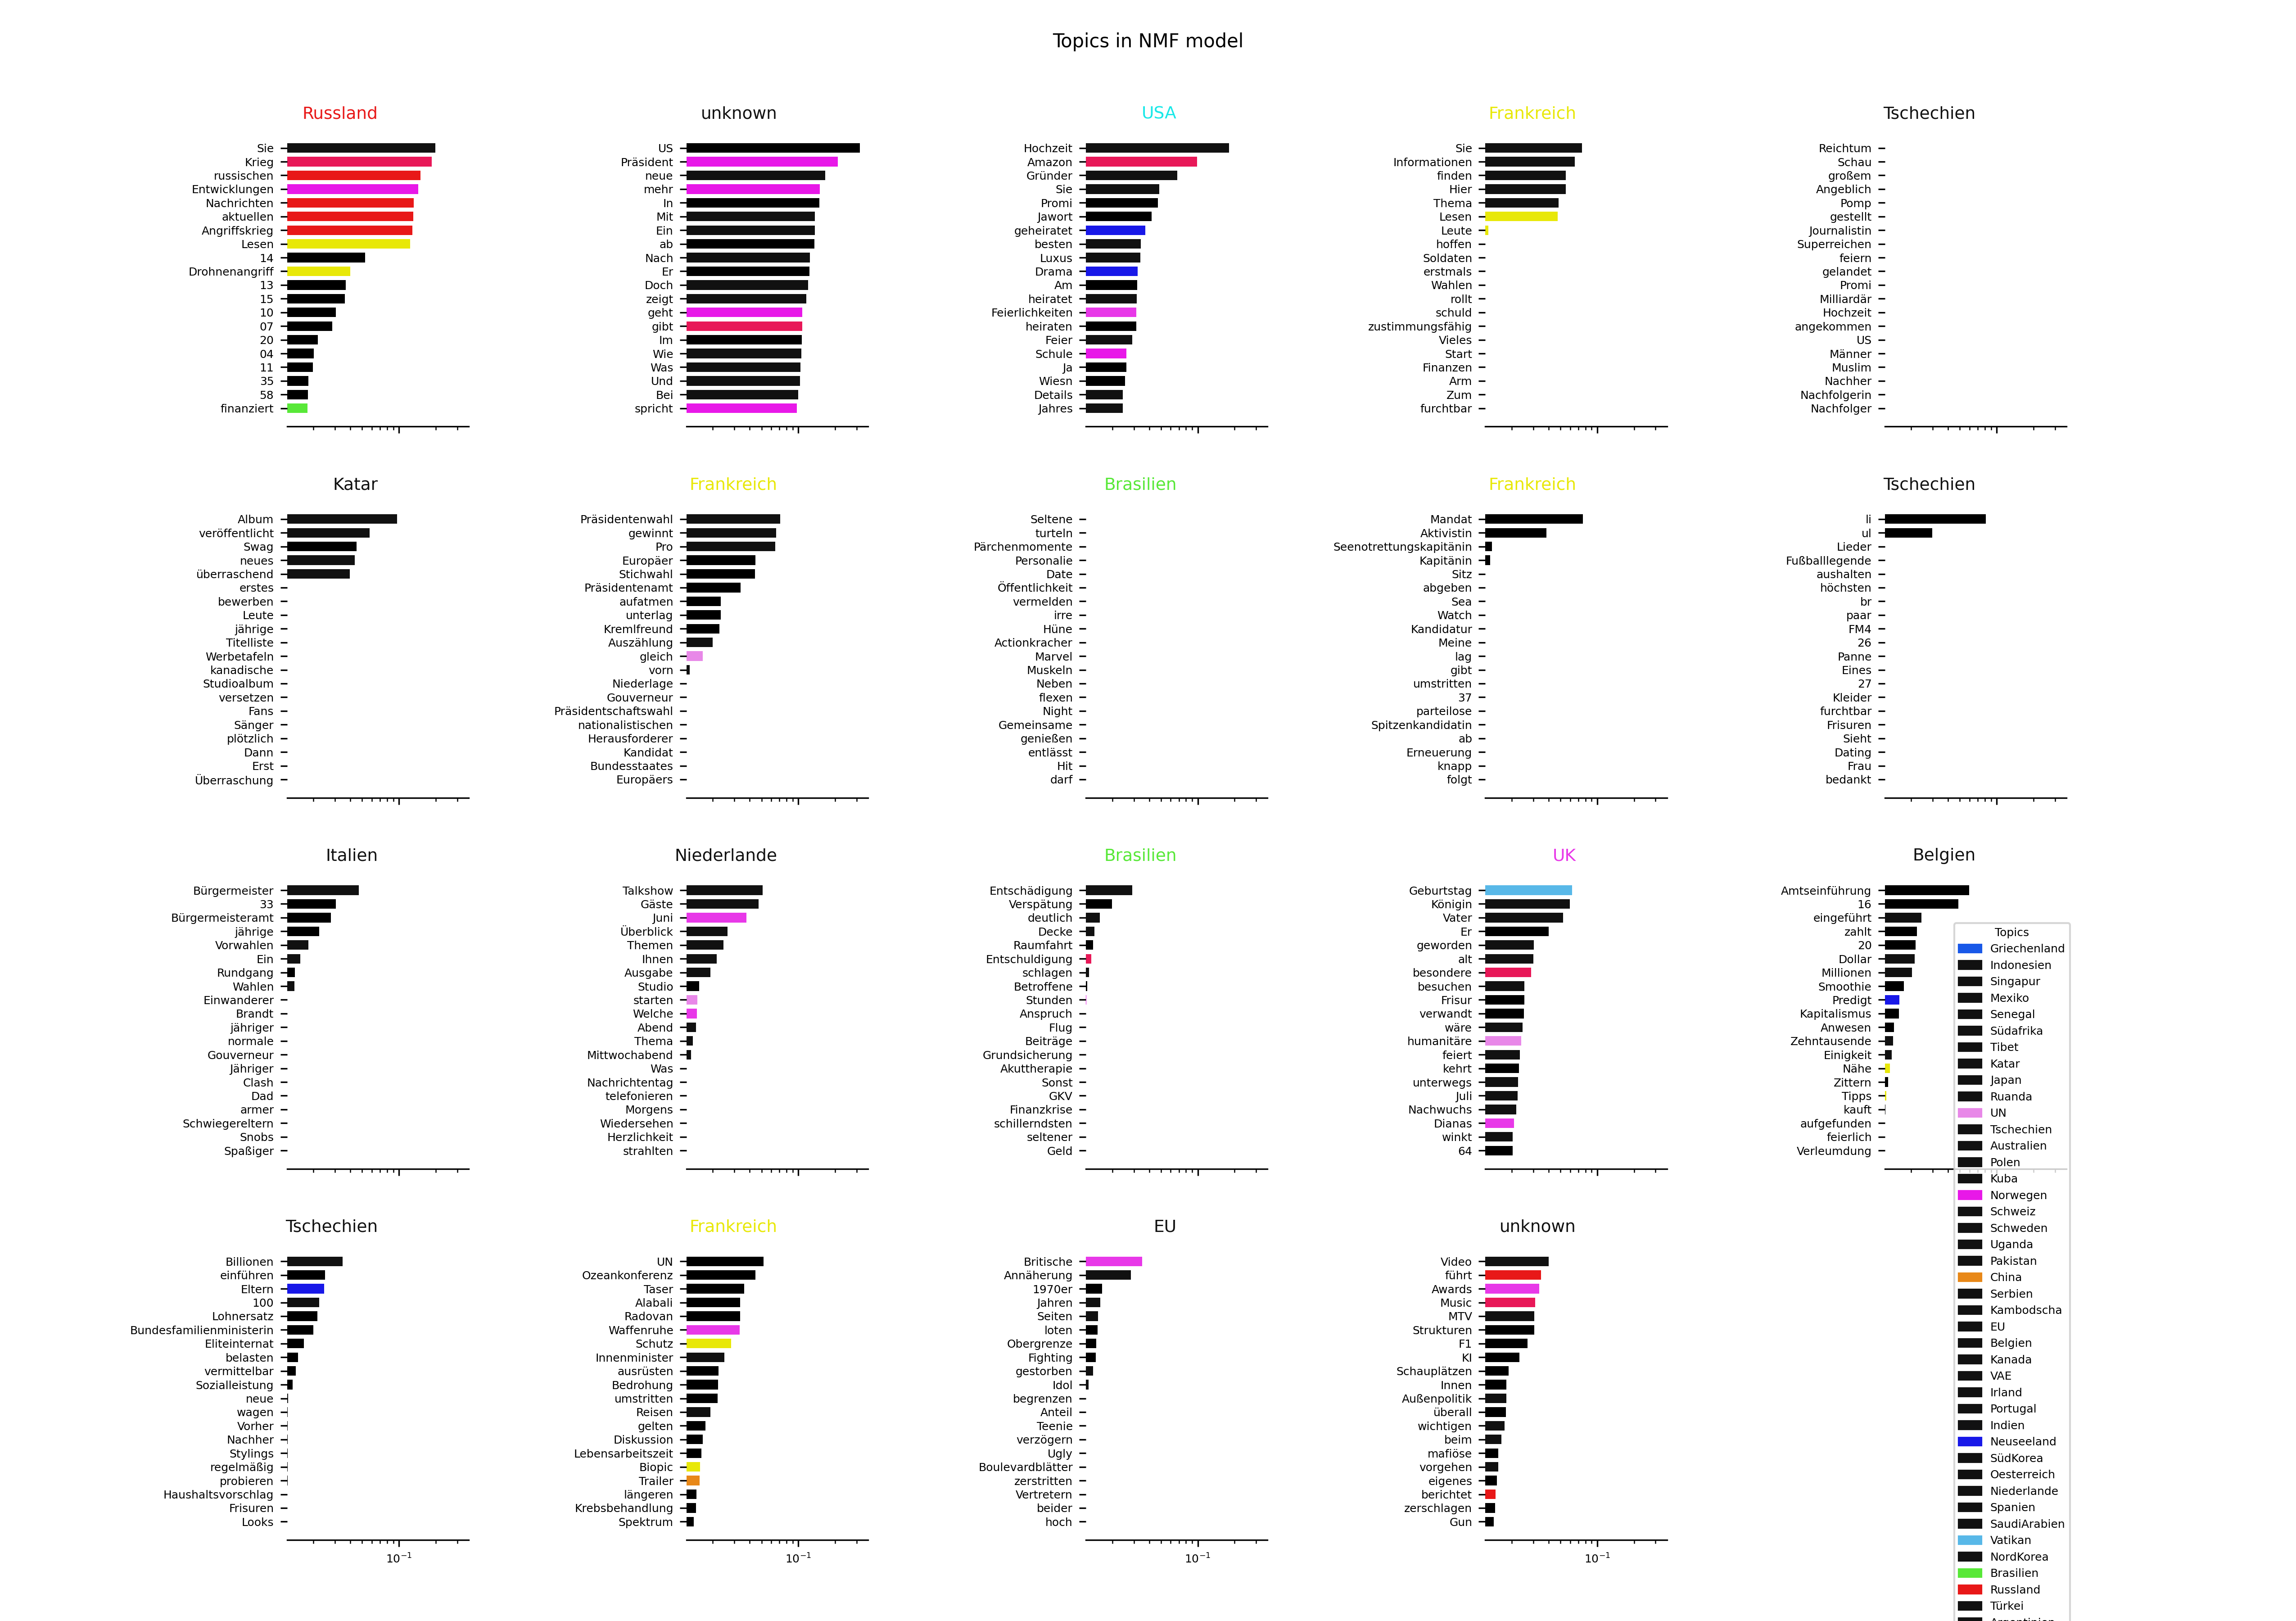 Topics in NMF model
Russland
Sie
Krieg
russischen
Entwicklungen
Nachrichten
aktuellen
Angriffskrieg
Lesen
14
Drohnenangriff
13
15
10
07
20
04
11
35
58
finanziert
unknown
US
Präsident
neue
mehr
In
Mit
Ein
ab
Nach
Er
Doch
zeigt
geht
gibt
Im
Wie
Was
Und
Bei
spricht
USA
Hochzeit
Amazon
Gründer
Sie
Promi
Jawort
geheiratet
besten
Luxus
Drama
Am
heiratet
Feierlichkeiten
heiraten
Feier
Schule
Ja
Wiesn
Details
Jahres
Frankreich
Sie
Informationen
finden
Hier
Thema
Lesen
Leute
hoffen
Soldaten
erstmals
Wahlen
rollt
schuld
zustimmungsfähig
Vieles
Start
Finanzen
Arm
Zum
furchtbar
Tschechien
Reichtum
Schau
großem
Angeblich
Pomp
gestellt
Journalistin
Superreichen
feiern
gelandet
Promi
Milliardär
Hochzeit
angekommen
US
Männer
Muslim
Nachher
Nachfolgerin
Nachfolger
Katar
Album
veröffentlicht
Swag
neues
überraschend
erstes
bewerben
Leute
jährige
Titelliste
Werbetafeln
kanadische
Studioalbum
versetzen
Fans
Sänger
plötzlich
Dann
Erst
Überraschung
Frankreich
Präsidentenwahl
gewinnt
Pro
Europäer
Stichwahl
Präsidentenamt
aufatmen
unterlag
Kremlfreund
Auszählung
gleich
vorn
Niederlage
Gouverneur
Präsidentschaftswahl
nationalistischen
Herausforderer
Kandidat
Bundesstaates
Europäers
Brasilien
Seltene
turteln
Pärchenmomente
Personalie
Date
Öffentlichkeit
vermelden
irre
Hüne
Actionkracher
Marvel
Muskeln
Neben
flexen
Night
Gemeinsame
genießen
entlässt
Hit
darf
Frankreich
Mandat
Aktivistin
Seenotrettungskapitänin
Kapitänin
Sitz
abgeben
Sea
Watch
Kandidatur
Meine
lag
gibt
umstritten
37
parteilose
Spitzenkandidatin
ab
Erneuerung
knapp
folgt
Tschechien
li
ul
Lieder
Fußballlegende
aushalten
höchsten
br
paar
FM4
26
Panne
Eines
27
Kleider
furchtbar
Frisuren
Sieht
Dating
Frau
bedankt
Italien
Bürgermeister
33
Bürgermeisteramt
jährige
Vorwahlen
Ein
Rundgang
Wahlen
Einwanderer
Brandt
jähriger
normale
Gouverneur
Jähriger
Clash
Dad
armer
Schwiegereltern
Snobs
Spaßiger
Niederlande
Talkshow
Gäste
Juni
Überblick
Themen
Ihnen
Ausgabe
Studio
starten
Welche
Abend
Thema
Mittwochabend
Was
Nachrichtentag
telefonieren
Morgens
Wiedersehen
Herzlichkeit
strahlten
Brasilien
Entschädigung
Verspätung
deutlich
Decke
Raumfahrt
Entschuldigung
schlagen
Betroffene
Stunden
Anspruch
Flug
Beiträge
Grundsicherung
Akuttherapie
Sonst
GKV
Finanzkrise
schillerndsten
seltener
Geld
UK
Geburtstag
Königin
Vater
Er
geworden
alt
besondere
besuchen
Frisur
verwandt
wäre
humanitäre
feiert
kehrt
unterwegs
Juli
Nachwuchs
Dianas
winkt
64
Belgien
Amtseinführung
16
eingeführt
zahlt
20
Dollar
Millionen
Smoothie
Predigt
Kapitalismus
Anwesen
Zehntausende
Einigkeit
Nähe
Zittern
Tipps
kauft
aufgefunden
feierlich
Verleumdung
Tschechien
Billionen
einführen
Eltern
100
Lohnersatz
Bundesfamilienministerin
Eliteinternat
belasten
vermittelbar
Sozialleistung
neue
wagen
Vorher
Nachher
Stylings
regelmäßig
probieren
Haushaltsvorschlag
Frisuren
Looks
10⁻¹
Frankreich
UN
Ozeankonferenz
Taser
Alabali
Radovan
Waffenruhe
Schutz
Innenminister
ausrüsten
Bedrohung
umstritten
Reisen
gelten
Diskussion
Lebensarbeitszeit
Biopic
Trailer
längeren
Krebsbehandlung
Spektrum
10⁻¹
EU
Britische
Annäherung
1970er
Jahren
Seiten
loten
Obergrenze
Fighting
gestorben
Idol
begrenzen
Anteil
Teenie
verzögern
Ugly
Boulevardblätter
zerstritten
Vertretern
beider
hoch
10⁻¹
unknown
Video
führt
Awards
Music
MTV
Strukturen
F1
KI
Schauplätzen
Innen
Außenpolitik
überall
wichtigen
beim
mafiöse
vorgehen
eigenes
berichtet
zerschlagen
Gun
10⁻¹
Topics
Griechenland
Indonesien
Singapur
Mexiko
Senegal
Südafrika
Tibet
Katar
Japan
Ruanda
UN
Tschechien
Australien
Polen
Kuba
Norwegen
Schweiz
Schweden
Uganda
Pakistan
China
Serbien
Kambodscha
EU
Belgien
Kanada
VAE
Irland
Portugal
Indien
Neuseeland
SüdKorea
Oesterreich
Niederlande
Spanien
SaudiArabien
Vatikan
NordKorea
Brasilien
Russland
Türkei